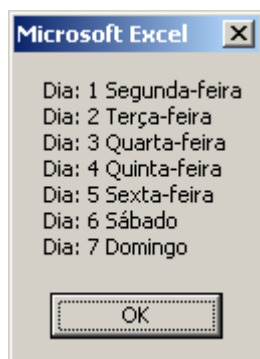 Microsoft Excel
Dia: 1 Segunda-feira
Dia: 2 Terça-feira
Dia: 3 Quarta-feira
Dia: 4 Quinta-feira
Dia: 5 Sexta-feira
Dia: 6 Sábado
Dia: 7 Domingo
OK